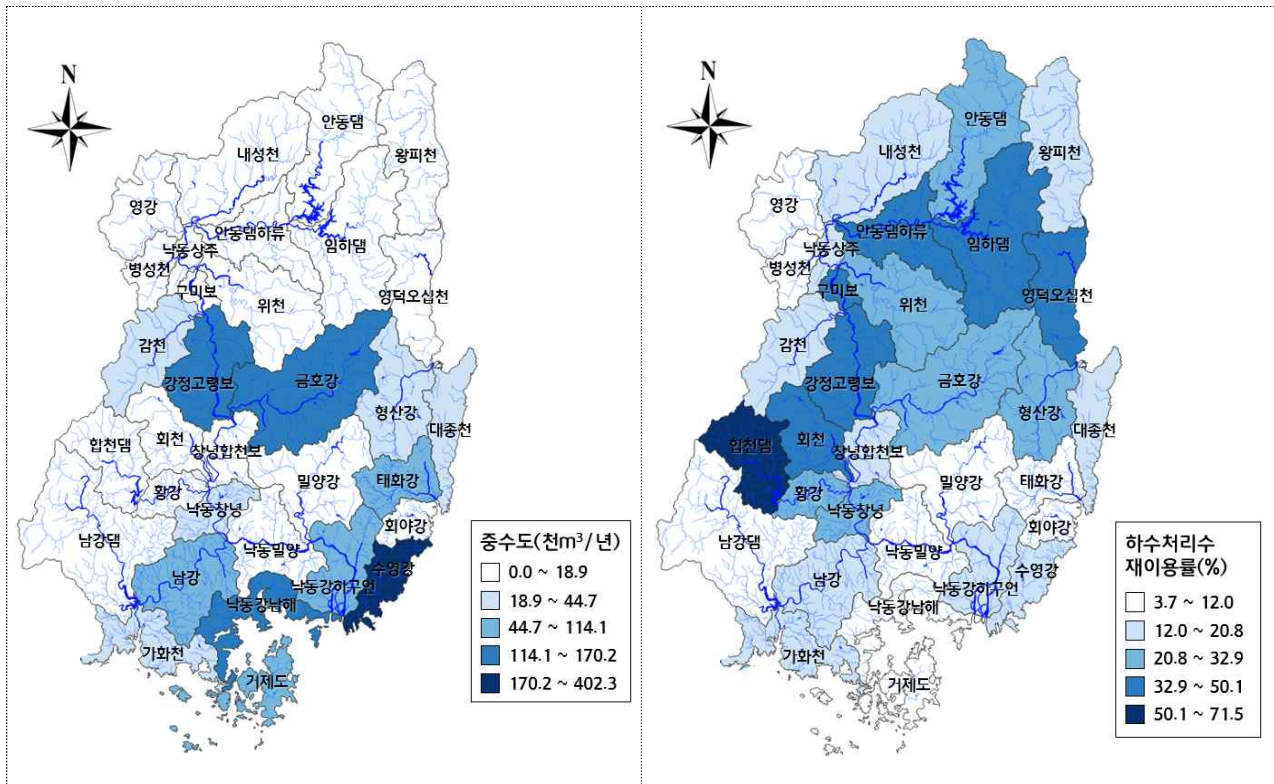 N
안동댐
내성천
왕피천
영강
안동댐하류
임하댐
낙동상주
병성천
구미보
위천
영덕오십천
감천
강정고령보
금호강
형산강
대종천
합천댐
회천
창녕합천보
황강
밀양강
태화강
낙동창녕
회야강
남강댐
낙동밀양
수영강
남강
낙동강하구언
낙동강남해
가화천
거제도
중수도(천m³/년)
0.0 ~ 18.9
18.9 ~ 44.7
44.7 ~ 114.1
114.1 ~ 170.2
170.2 ~ 402.3
N
안동댐
내성천
왕피천
영강
안동댐하류
임하댐
낙동상주
병성천
구미보
위천
영덕오십천
감천
강정고령보
금호강
형산강
대종천
합천댐
회천
창녕합천보
황강
밀양강
태화강
낙동창녕
회야강
남강댐
낙동밀양
수영강
남강
낙동강하구언
낙동강남해
가화천
거제도
하수처리수
재이용률(%)
3.7 ~ 12.0
12.0 ~ 20.8
20.8 ~ 32.9
32.9 ~ 50.1
50.1 ~ 71.5